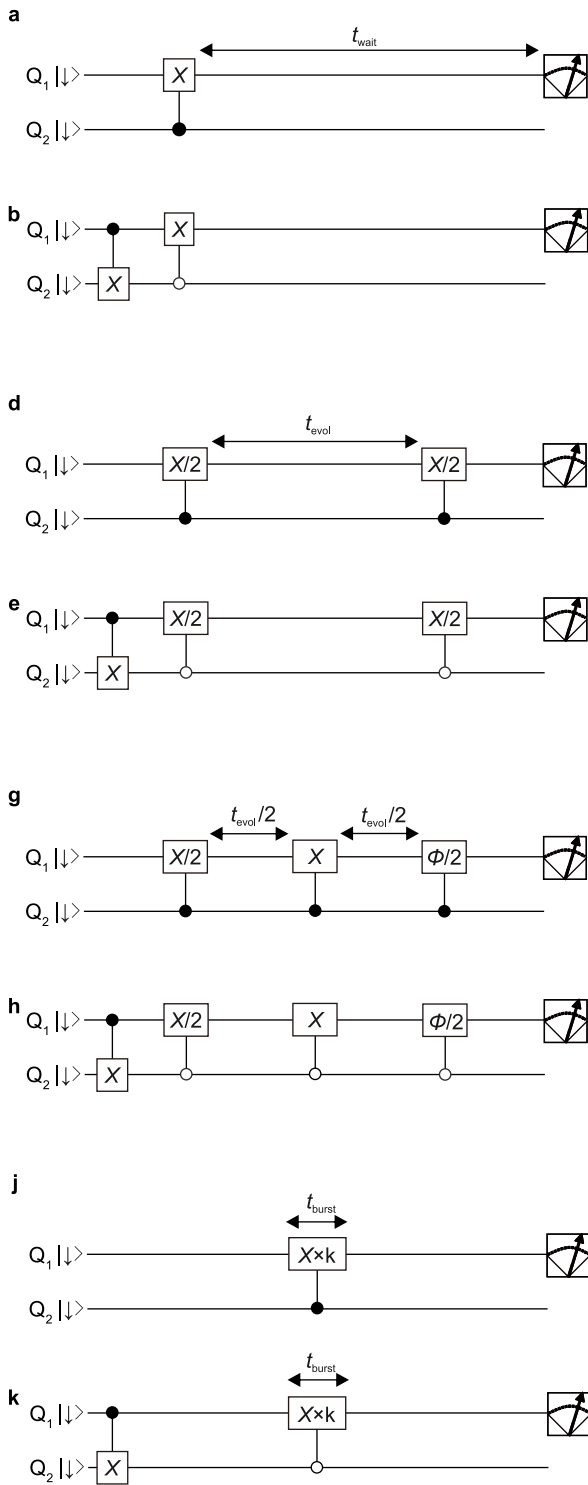 a
t_wait
Q₁ |↓> X
Q₂ |↓>
b
Q₁ |↓> X
Q₂ |↓> X
d
t_evol
Q₁ |↓> X/2 X/2
Q₂ |↓>
e
Q₁ |↓> X/2 X/2
Q₂ |↓> X
g
t_evol/2 t_evol/2
Q₁ |↓> X/2 X Φ/2
Q₂ |↓>
h
Q₁ |↓> X/2 X Φ/2
Q₂ |↓> X
j
t_burst
Q₁ |↓> X×k
Q₂ |↓>
t_burst
k
Q₁ |↓> X×k
Q₂ |↓> X